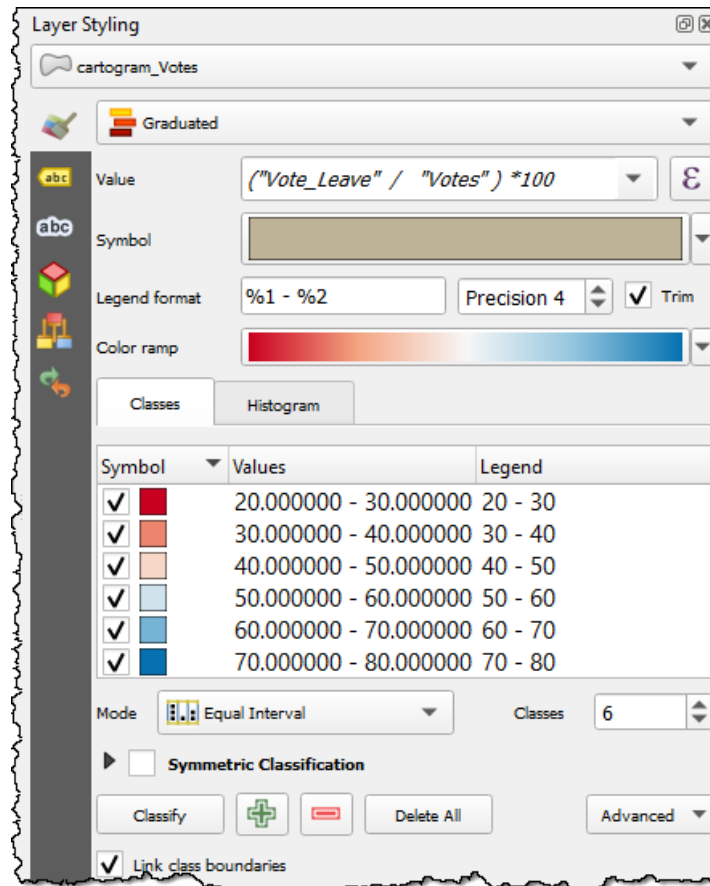 Layer Styling
cartogram_Votes
Graduated
abc
Value ("Vote_Leave" / "Votes") *100 ε
abc
Symbol
Legend format %1 - %2 Precision 4 Trim
Color ramp
Classes Histogram
Symbol Values Legend
20.000000 - 30.000000 20 - 30
30.000000 - 40.000000 30 - 40
40.000000 - 50.000000 40 - 50
50.000000 - 60.000000 50 - 60
60.000000 - 70.000000 60 - 70
70.000000 - 80.000000 70 - 80
Mode Equal Interval Classes 6
Symmetric Classification
Classify Delete All Advanced
Link class boundaries